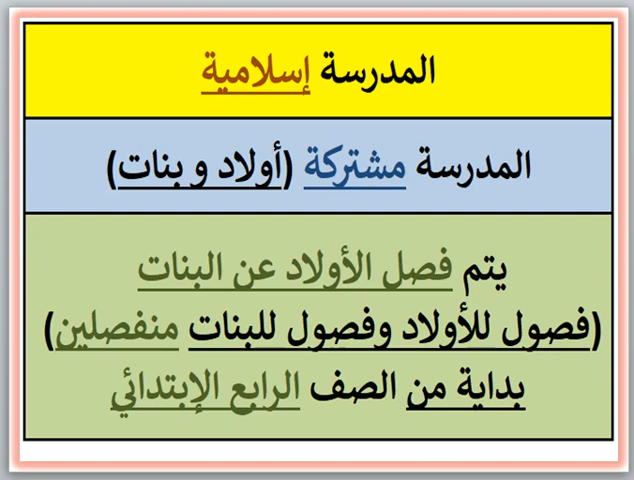 المدرسة إسلامية
المدرسة مشتركة (أولاد و بنات)
يتم فصل الأولاد عن البنات
(فصول للأولاد وفصول للبنات منفصلين)
بداية من الصف الرابع الإبتدائي